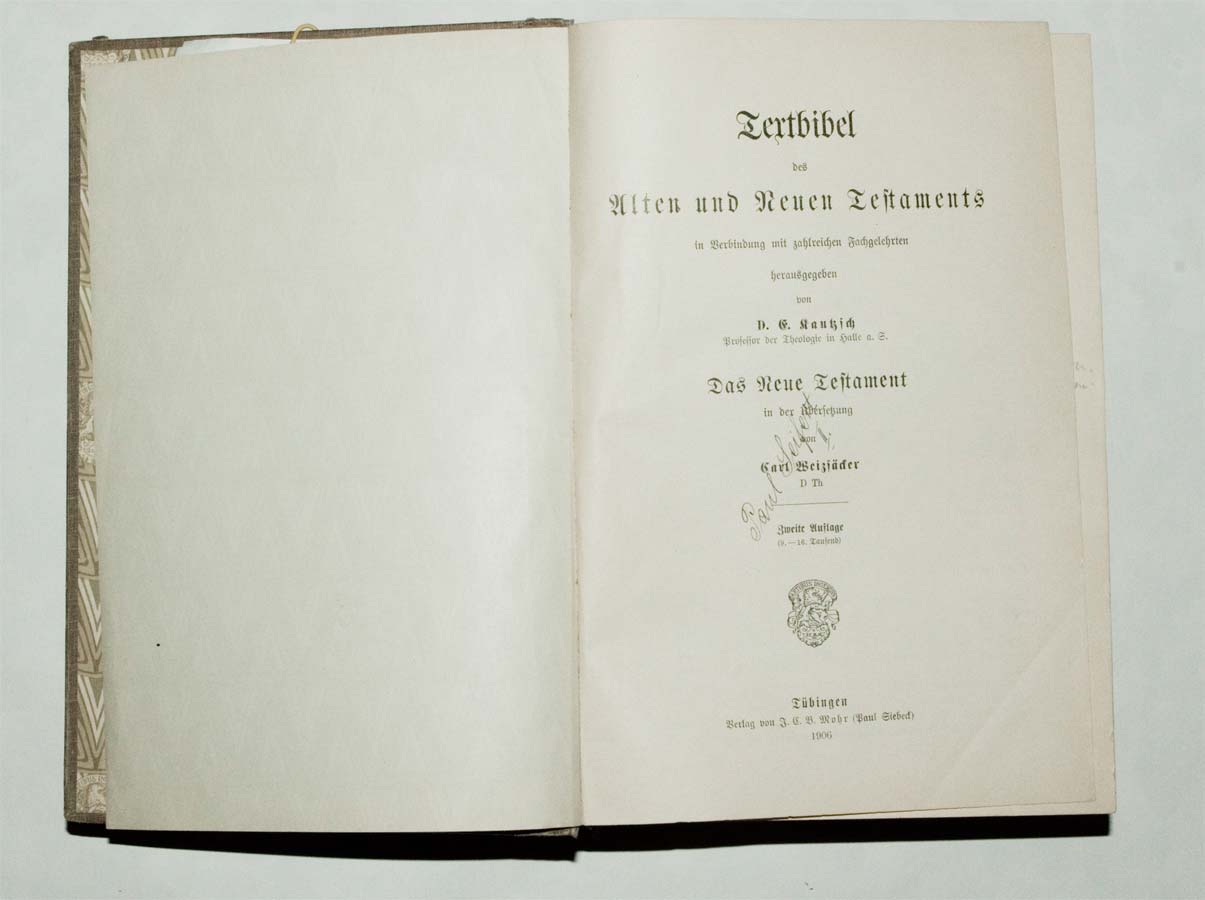 Textbibel
des
Alten und Neuen Testaments
in Verbindung mit zahlreichen Fachgelehrten
herausgegeben
von
D. E. Kautzsch
Professor der Theologie in Halle a. S.
Das Neue Testament
in der Übersetzung
von
Carl Weizsäcker
D Th
Paul Seifert
Zweite Auflage
(9.—16. Tausend)
Tübingen
Verlag von J. C. B. Mohr (Paul Siebeck)
1906